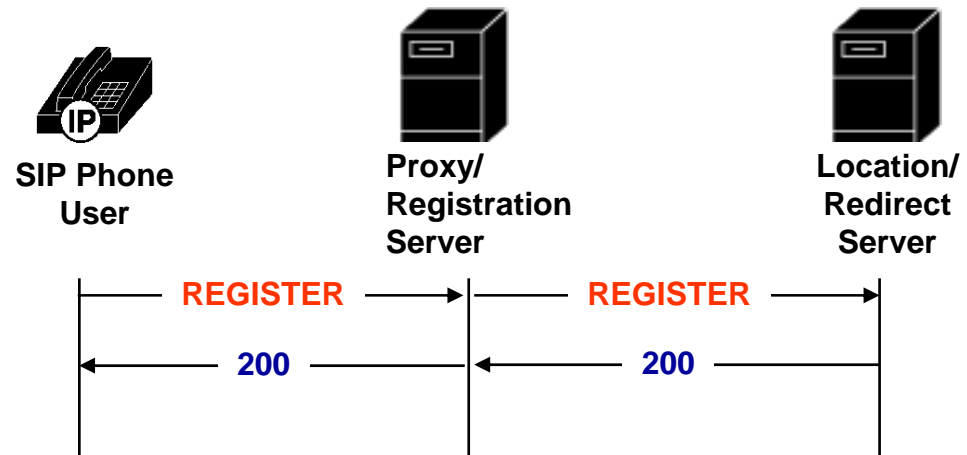 IP
SIP Phone
User
Proxy/
Registration
Server
Location/
Redirect
Server
REGISTER
REGISTER
200
200